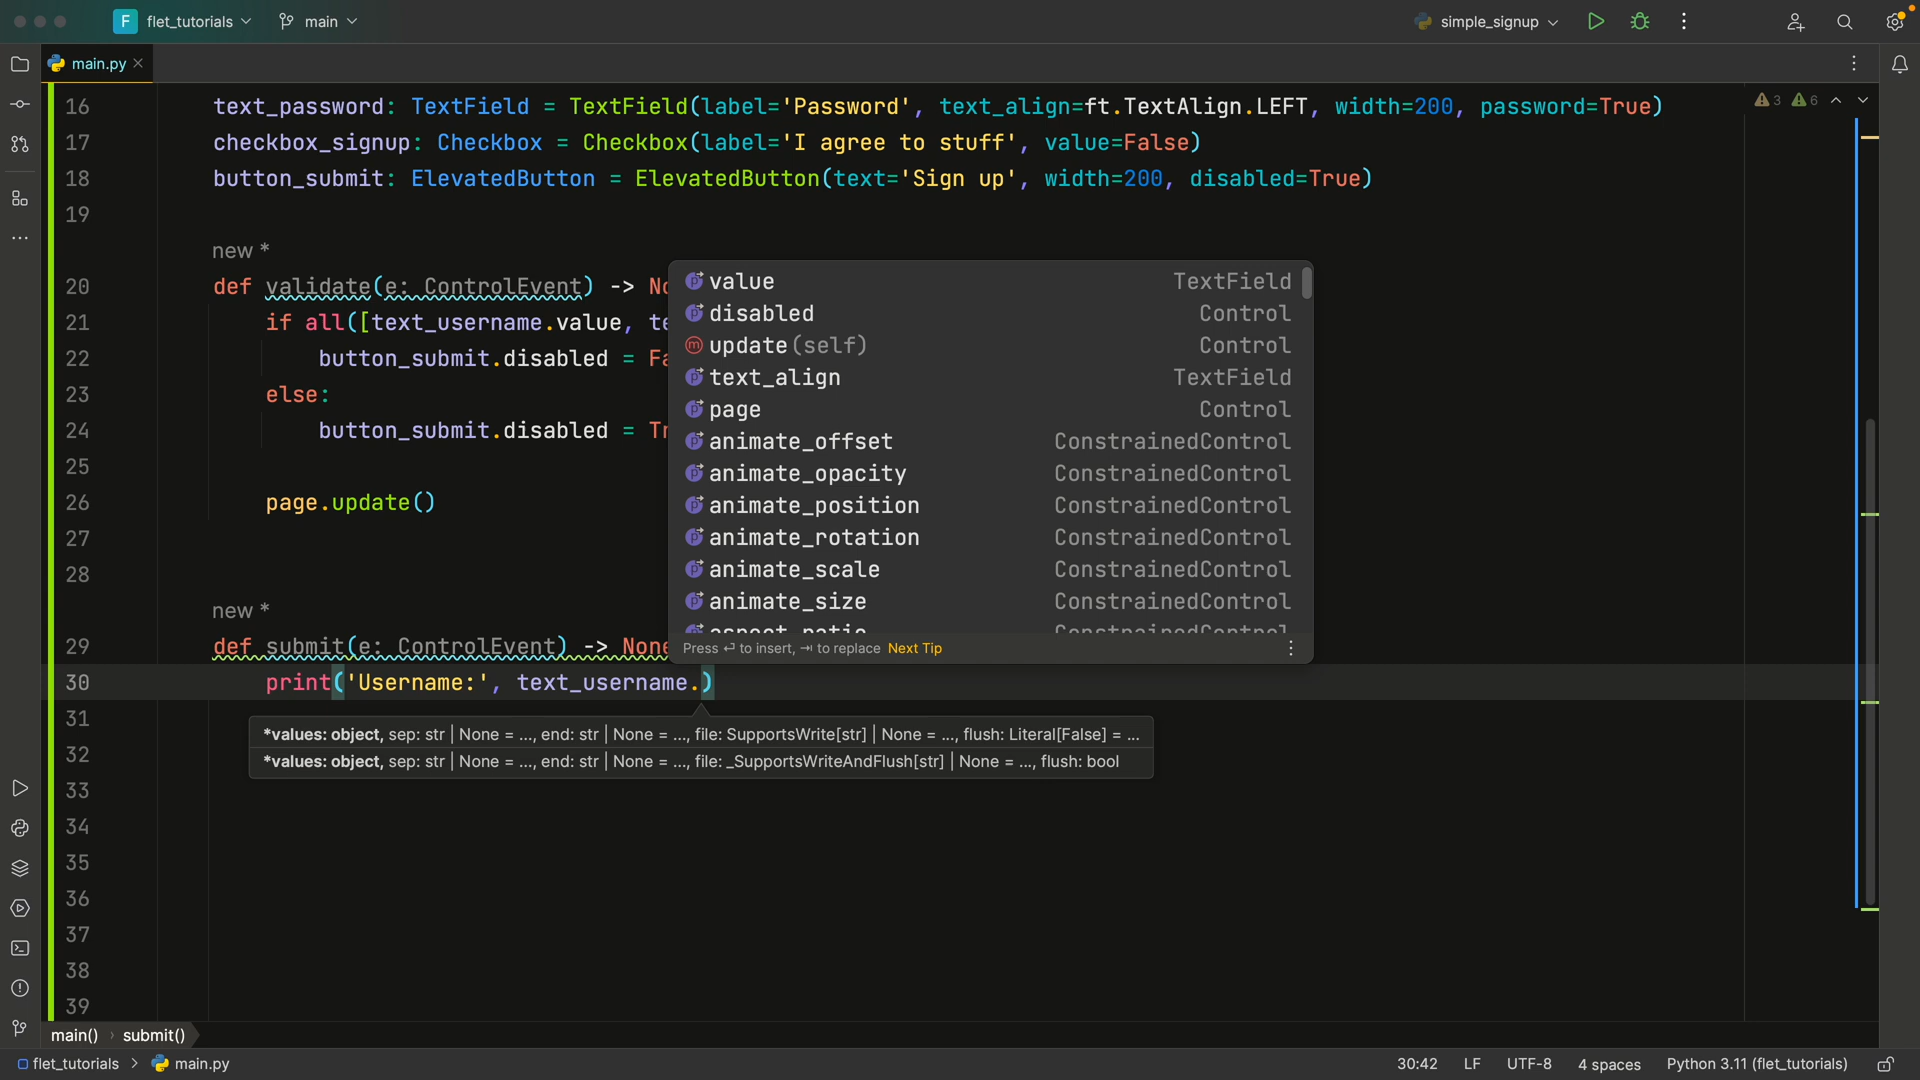 F flet_tutorials main simple_signup
main.py
16 text_password: TextField = TextField(label='Password', text_align=ft.TextAlign.LEFT, width=200, password=True) 3 6
17 checkbox_signup: Checkbox = Checkbox(label='I agree to stuff', value=False)
18 button_submit: ElevatedButton = ElevatedButton(text='Sign up', width=200, disabled=True)
19
new *
20 def validate(e: ControlEvent) -> No
21 if all([text_username.value, te
22 button_submit.disabled = Fa
23 else:
24 button_submit.disabled = Tr
25
26 page.update()
27
28
new *
29 def submit(e: ControlEvent) -> None
30 print('Username:', text_username.)
31
32
33
34
35
36
37
38
39
value TextField
disabled Control
update(self) Control
text_align TextField
page Control
animate_offset ConstrainedControl
animate_opacity ConstrainedControl
animate_position ConstrainedControl
animate_rotation ConstrainedControl
animate_scale ConstrainedControl
animate_size ConstrainedControl
aspect_ratio ConstrainedControl
Press ↵ to insert, ⇥ to replace Next Tip
*values: object, sep: str | None = ..., end: str | None = ..., file: SupportsWrite[str] | None = ..., flush: Literal[False] = ...
*values: object, sep: str | None = ..., end: str | None = ..., file: _SupportsWriteAndFlush[str] | None = ..., flush: bool
main() › submit()
flet_tutorials > main.py 30:42 LF UTF-8 4 spaces Python 3.11 (flet_tutorials)